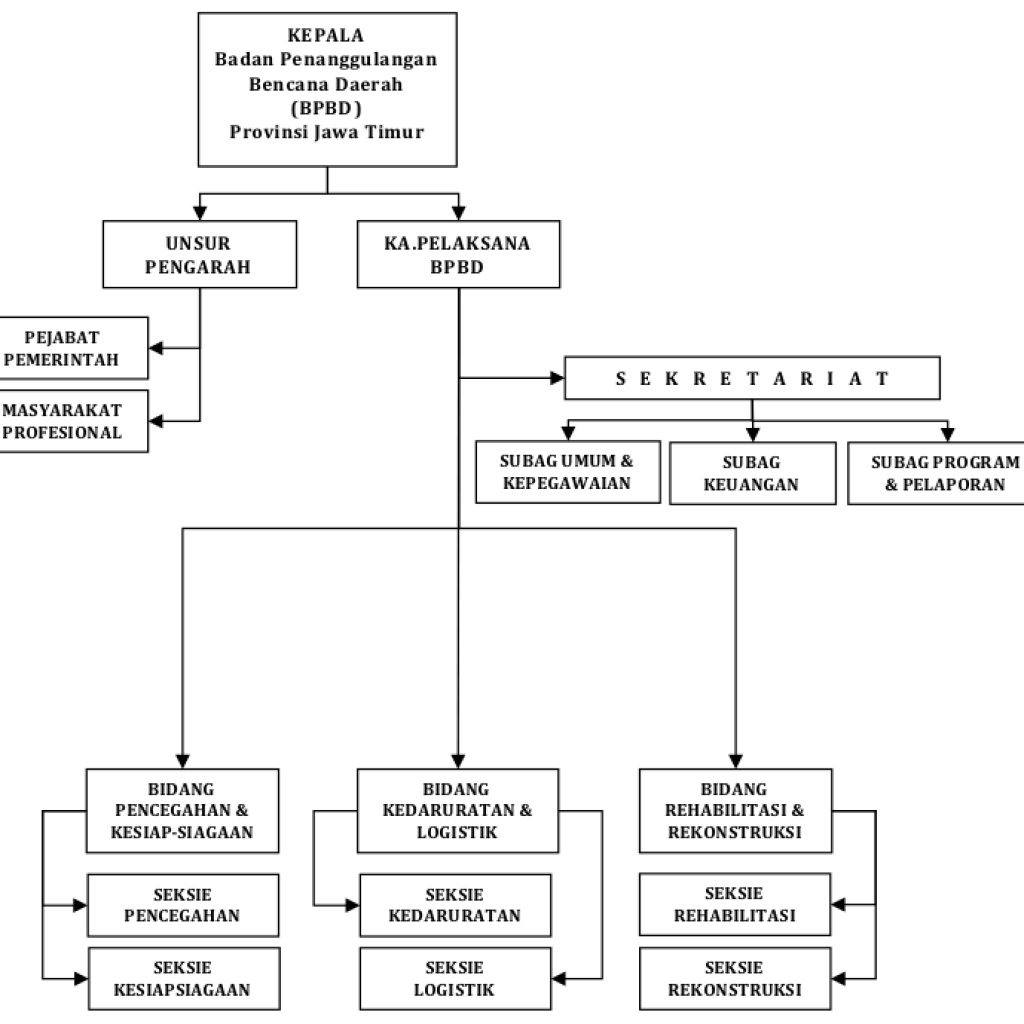 KEPALA
Badan Penanggulangan
Bencana Daerah
(BPBD)
Provinsi Jawa Timur
UNSUR
PENGARAH
KA.PELAKSANA
BPBD
PEJABAT
PEMERINTAH
MASYARAKAT
PROFESIONAL
S E K R E T A R I A T
SUBAG UMUM &
KEPEGAWAIAN
SUBAG
KEUANGAN
SUBAG PROGRAM
& PELAPORAN
BIDANG
PENCEGAHAN &
KESIAP-SIAGAAN
BIDANG
KEDARURATAN &
LOGISTIK
BIDANG
REHABILITASI &
REKONSTRUKSI
SEKSIE
PENCEGAHAN
SEKSIE
KEDARURATAN
SEKSIE
REHABILITASI
SEKSIE
KESIAPSIAGAAN
SEKSIE
LOGISTIK
SEKSIE
REKONSTRUKSI